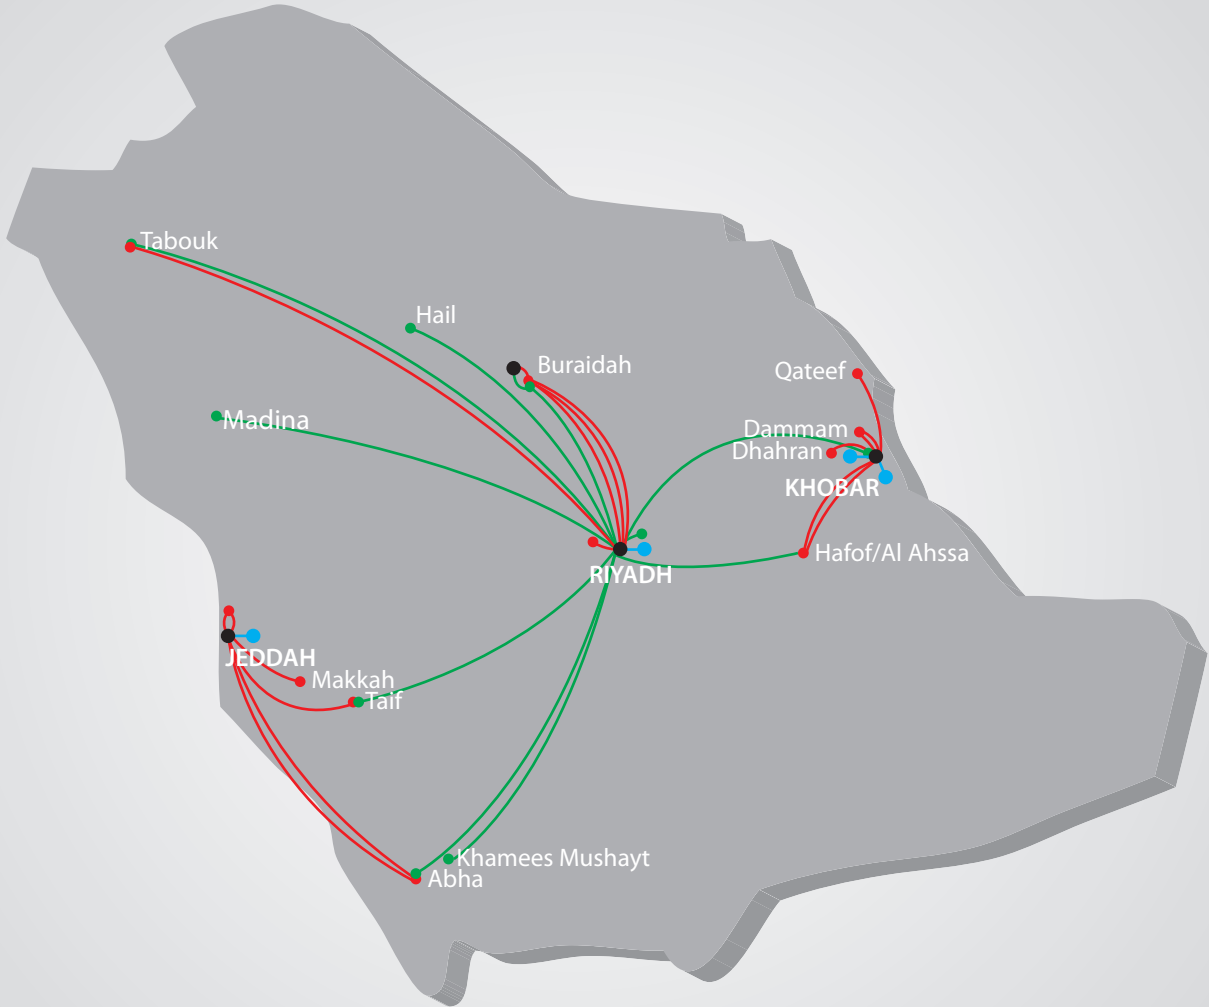 Tabouk
Hail
Buraidah
Qateef
Madina
Dammam
Dhahran
KHOBAR
Hafof/Al Ahssa
RIYADH
JEDDAH
Makkah
Taif
Khamees Mushayt
Abha